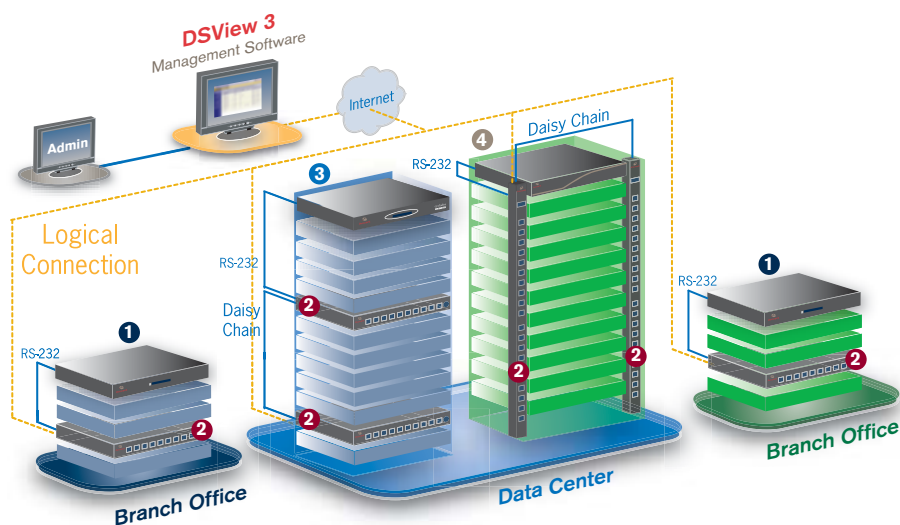 DSView 3
Management Software
Internet
Admin
Daisy Chain
4
RS-232
3
Logical
Connection
RS-232
RS-232
1
2
Daisy
Chain
1
RS-232
2
2
2
2
2
Branch Office
Data Center
Branch Office